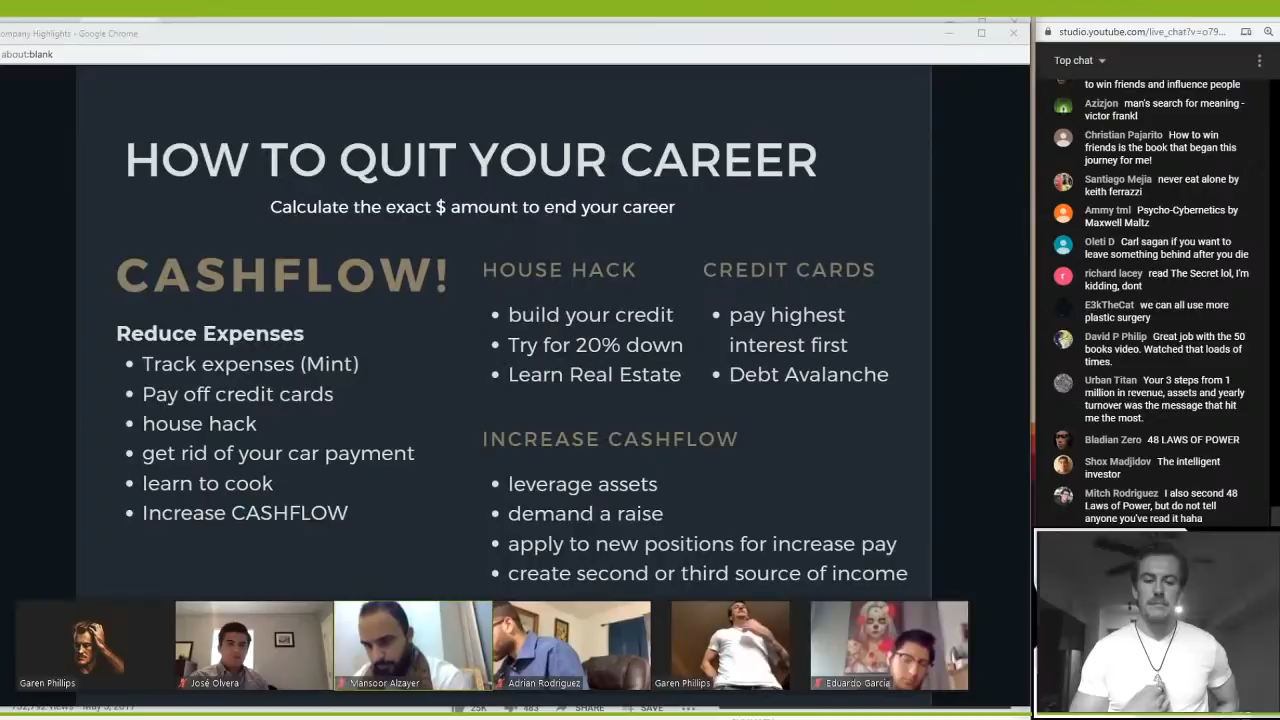 ompany Highlights - Google Chrome
about:blank
HOW TO QUIT YOUR CAREER
Calculate the exact $ amount to end your career
CASHFLOW!
Reduce Expenses
• Track expenses (Mint)
• Pay off credit cards
• house hack
• get rid of your car payment
• learn to cook
• Increase CASHFLOW
HOUSE HACK
• build your credit
• Try for 20% down
• Learn Real Estate
CREDIT CARDS
• pay highest
interest first
• Debt Avalanche
INCREASE CASHFLOW
• leverage assets
• demand a raise
• apply to new positions for increase pay
• create second or third source of income
Garen Phillips
José Olvera
Mansoor Alzayer
Adrian Rodriguez
Garen Phillips
Eduardo Garcia
25K
483
SHARE
SAVE
studio.youtube.com/live_chat?v=o79...
Top chat
to win friends and influence people
Azizjon man's search for meaning -
victor frankl
Christian Pajarito How to win
friends is the book that began this
journey for me!
Santiago Mejia never eat alone by
keith ferrazzi
Ammy tml Psycho-Cybernetics by
Maxwell Maltz
Oleti D Carl sagan if you want to
leave something behind after you die
richard lacey read The Secret lol, I'm
kidding, dont
E3kTheCat we can all use more
plastic surgery
David P Philip Great job with the 50
books video. Watched that loads of
times.
Urban Titan Your 3 steps from 1
million in revenue, assets and yearly
turnover was the message that hit
me the most.
Bladian Zero 48 LAWS OF POWER
Shox Madjidov The intelligent
investor
Mitch Rodriguez I also second 48
Laws of Power, but do not tell
anyone you've read it haha